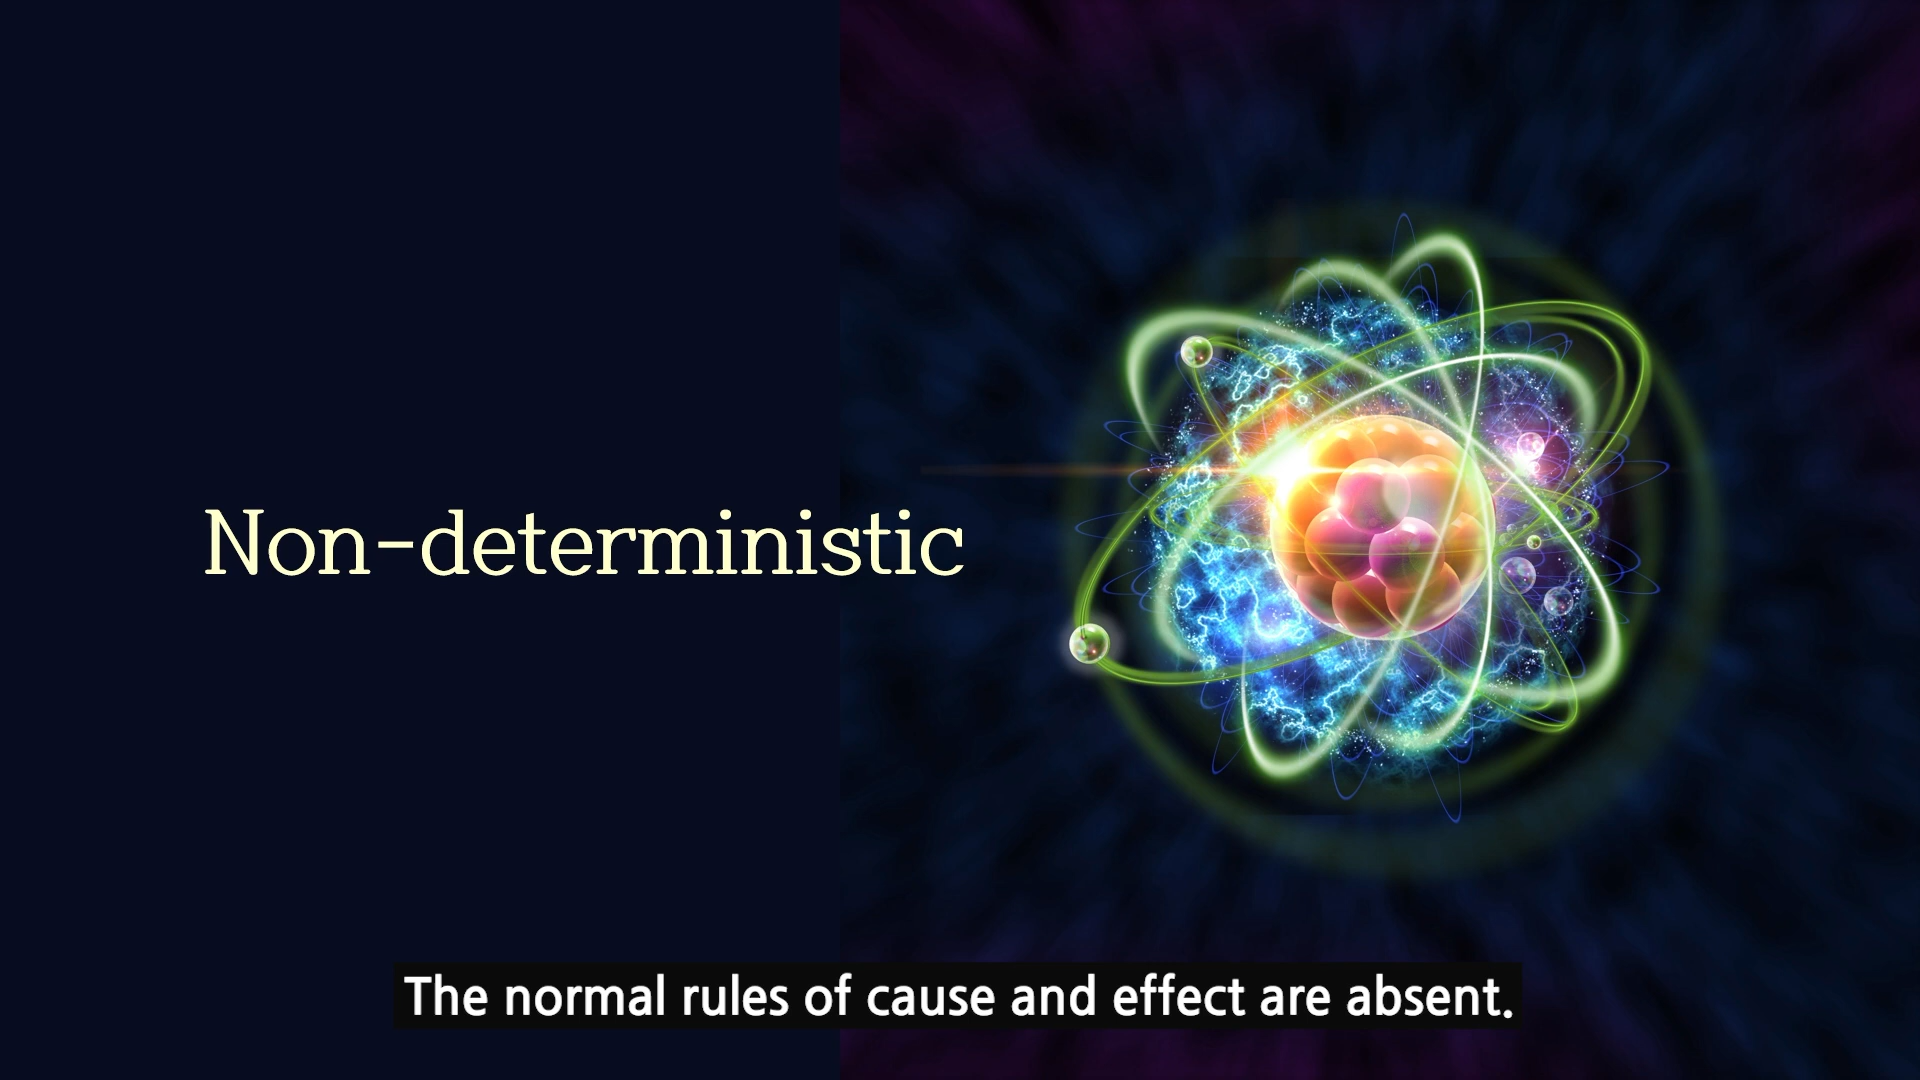 Non-deterministic
The normal rules of cause and effect are absent.